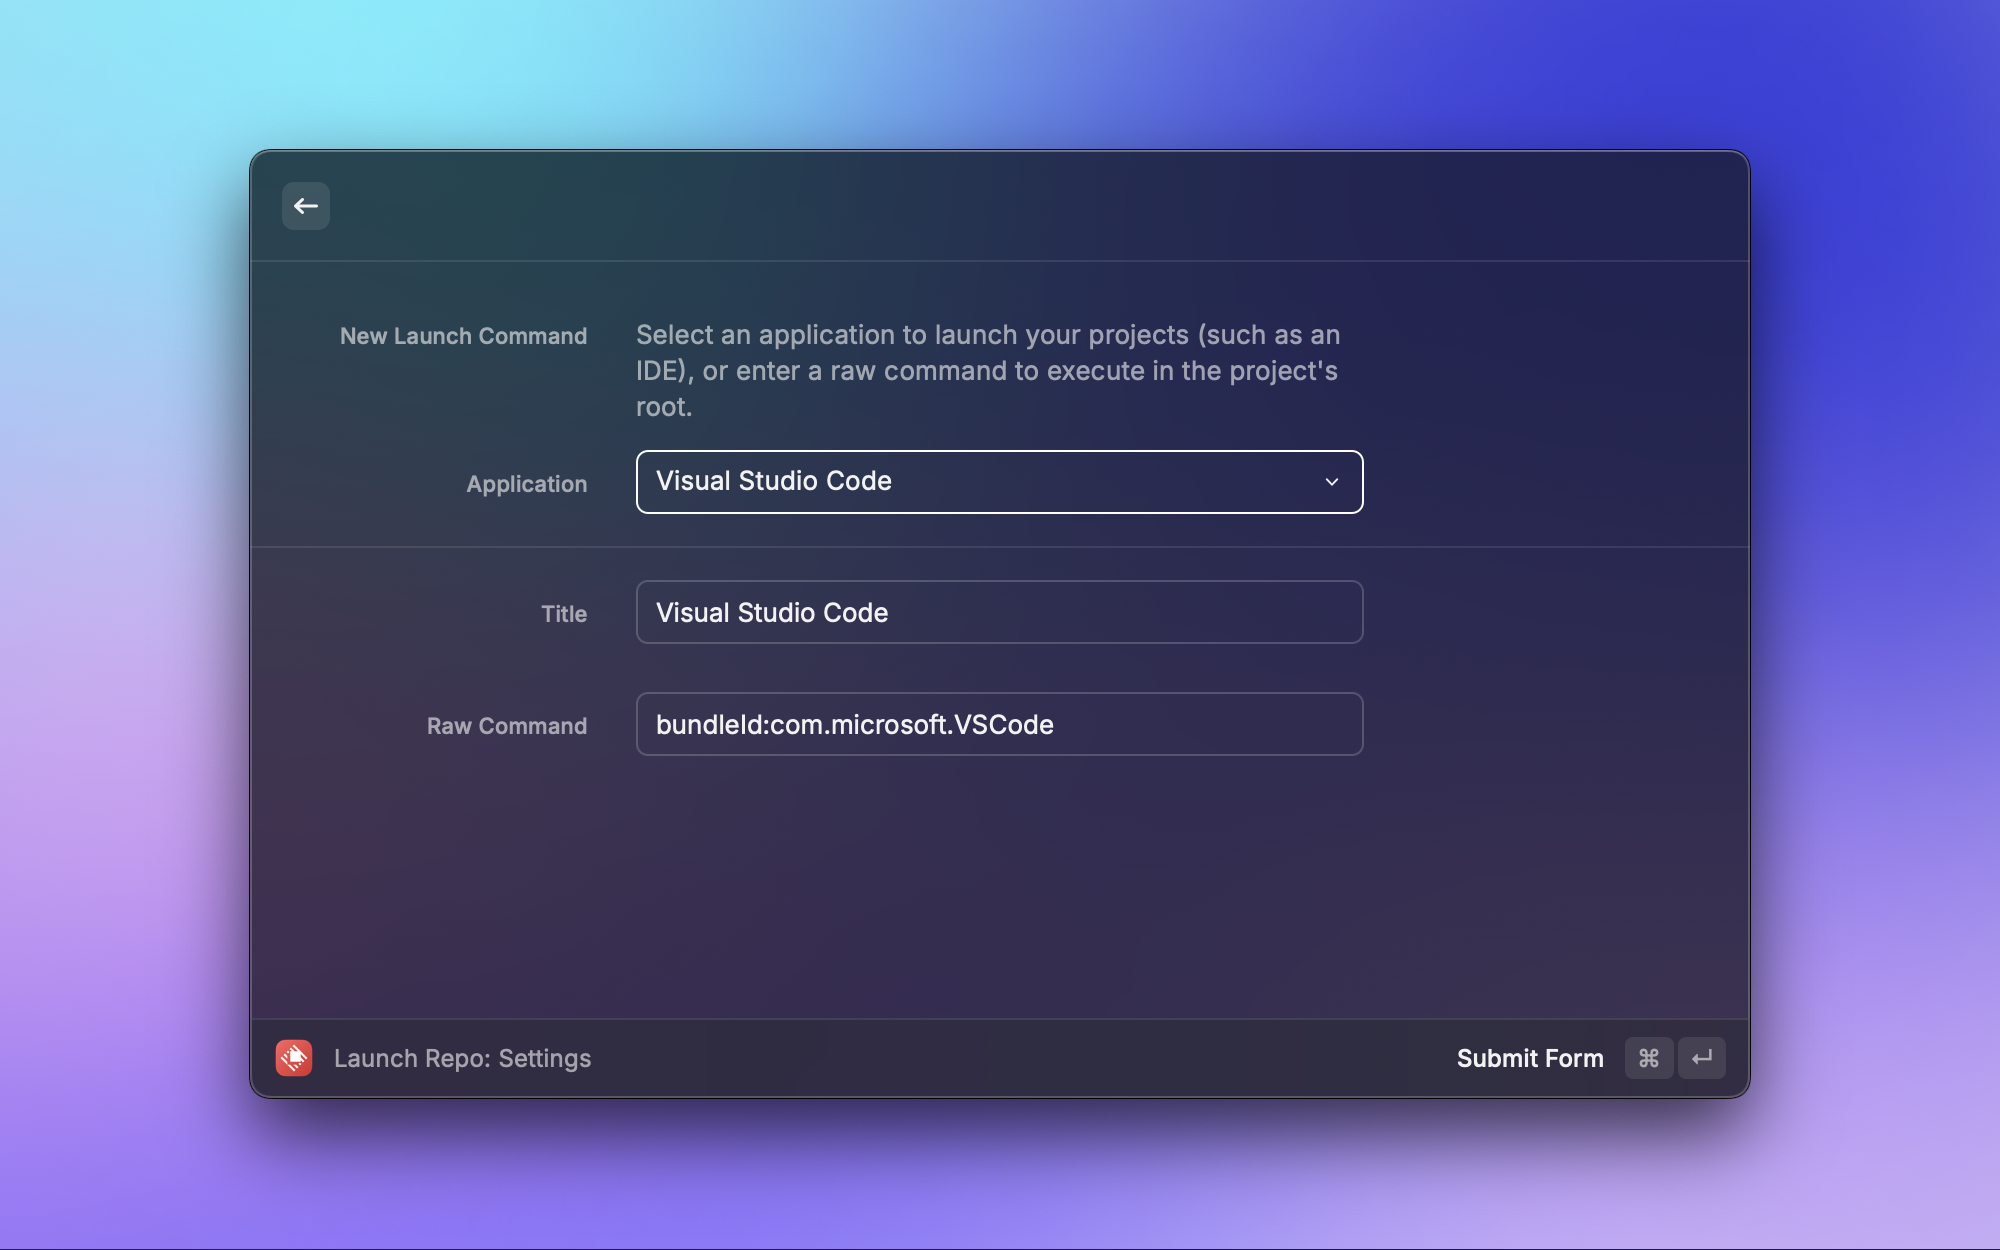 New Launch Command
Select an application to launch your projects (such as an
IDE), or enter a raw command to execute in the project's
root.
Application
Visual Studio Code
Title
Visual Studio Code
Raw Command
bundleId:com.microsoft.VSCode
Launch Repo: Settings
Submit Form ⌘ ↵